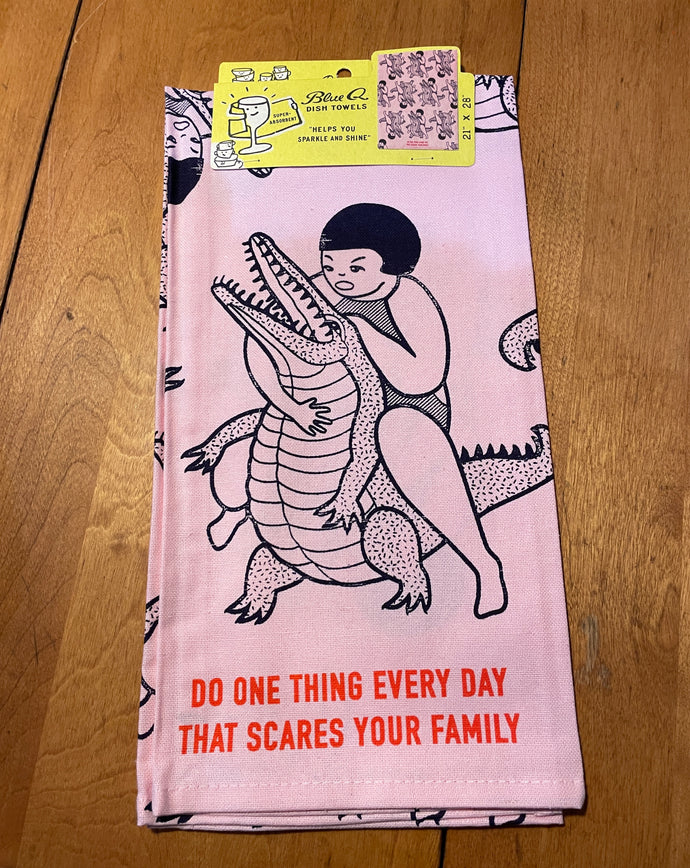 Blue Q
DISH TOWELS
SUPER-
ABSORBENT
"HELPS YOU
SPARKLE AND SHINE"
21" X 28"
DO ONE THING EVERY DAY
THAT SCARES YOUR FAMILY